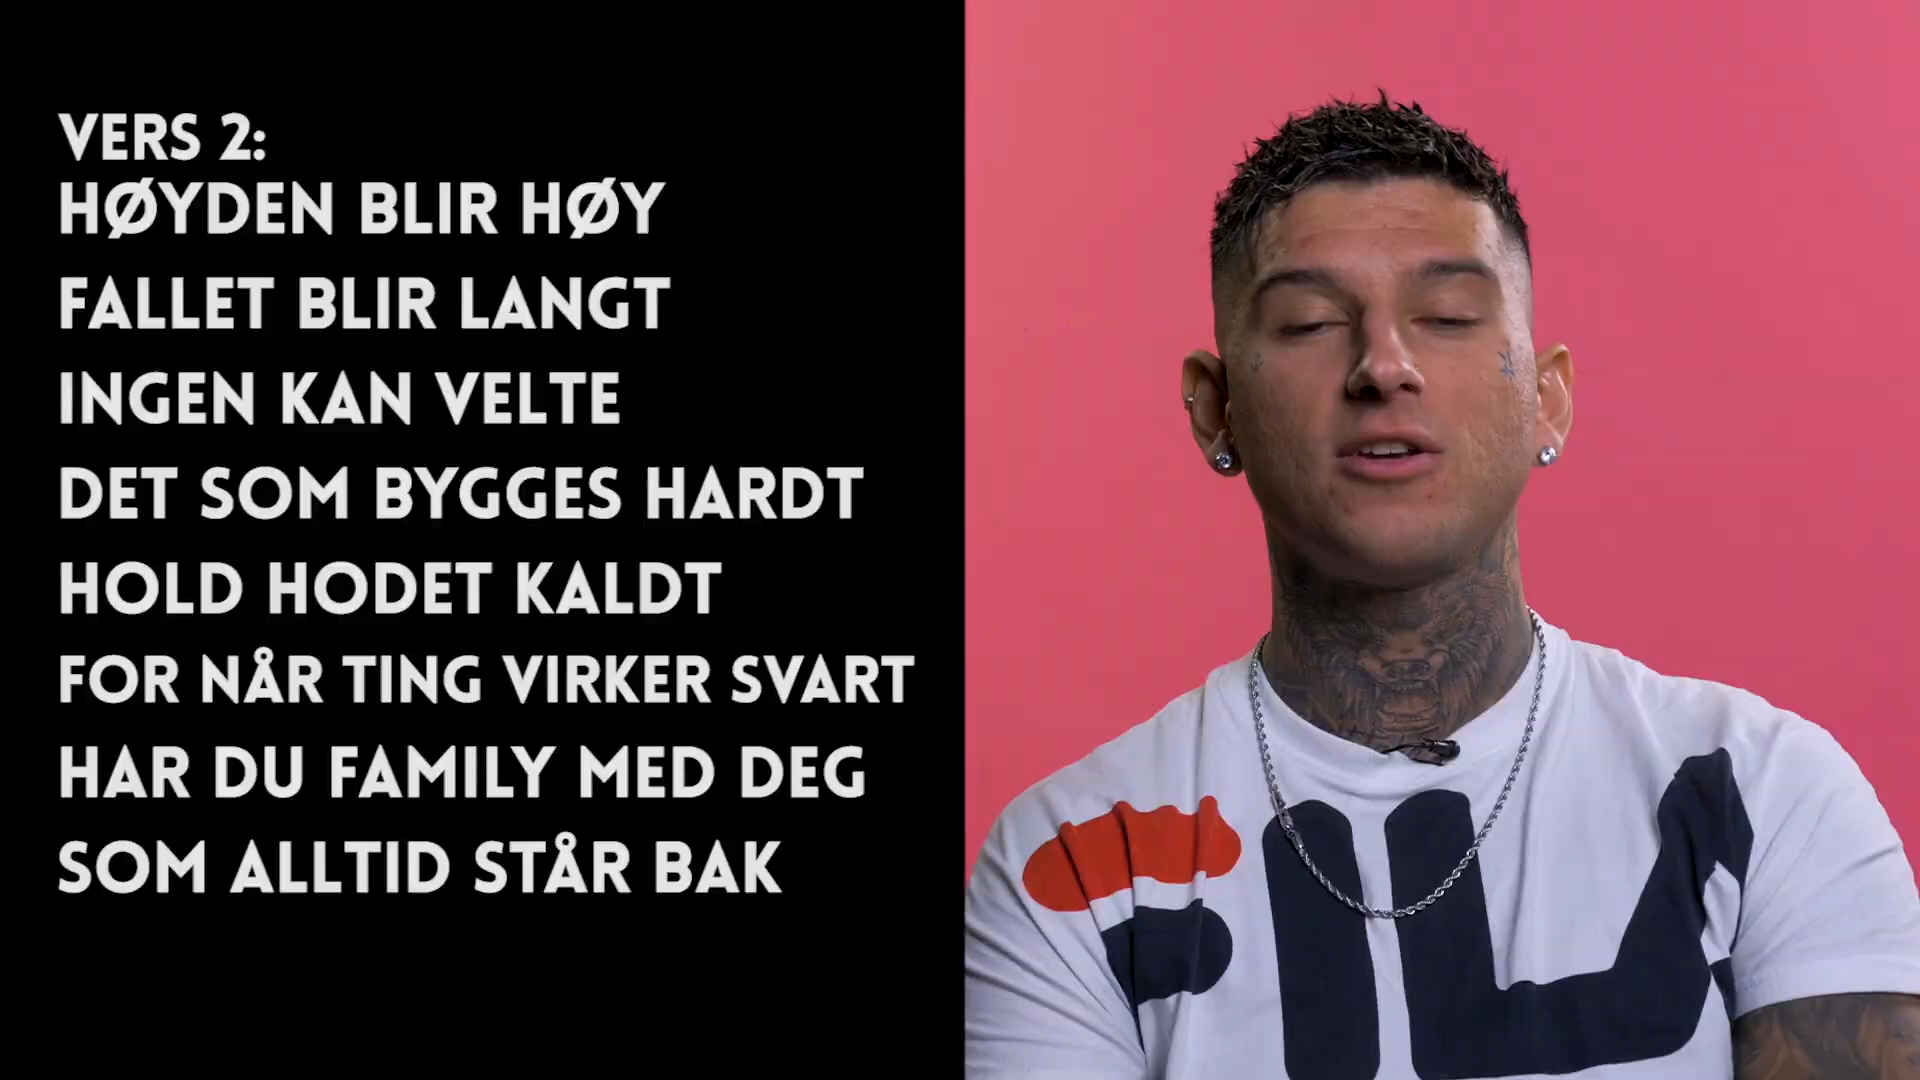 VERS 2:
HØYDEN BLIR HØY
FALLET BLIR LANGT
INGEN KAN VELTE
DET SOM BYGGES HARDT
HOLD HODET KALDT
FOR NÅR TING VIRKER SVART
HAR DU FAMILY MED DEG
SOM ALLTID STÅR BAK
FILA